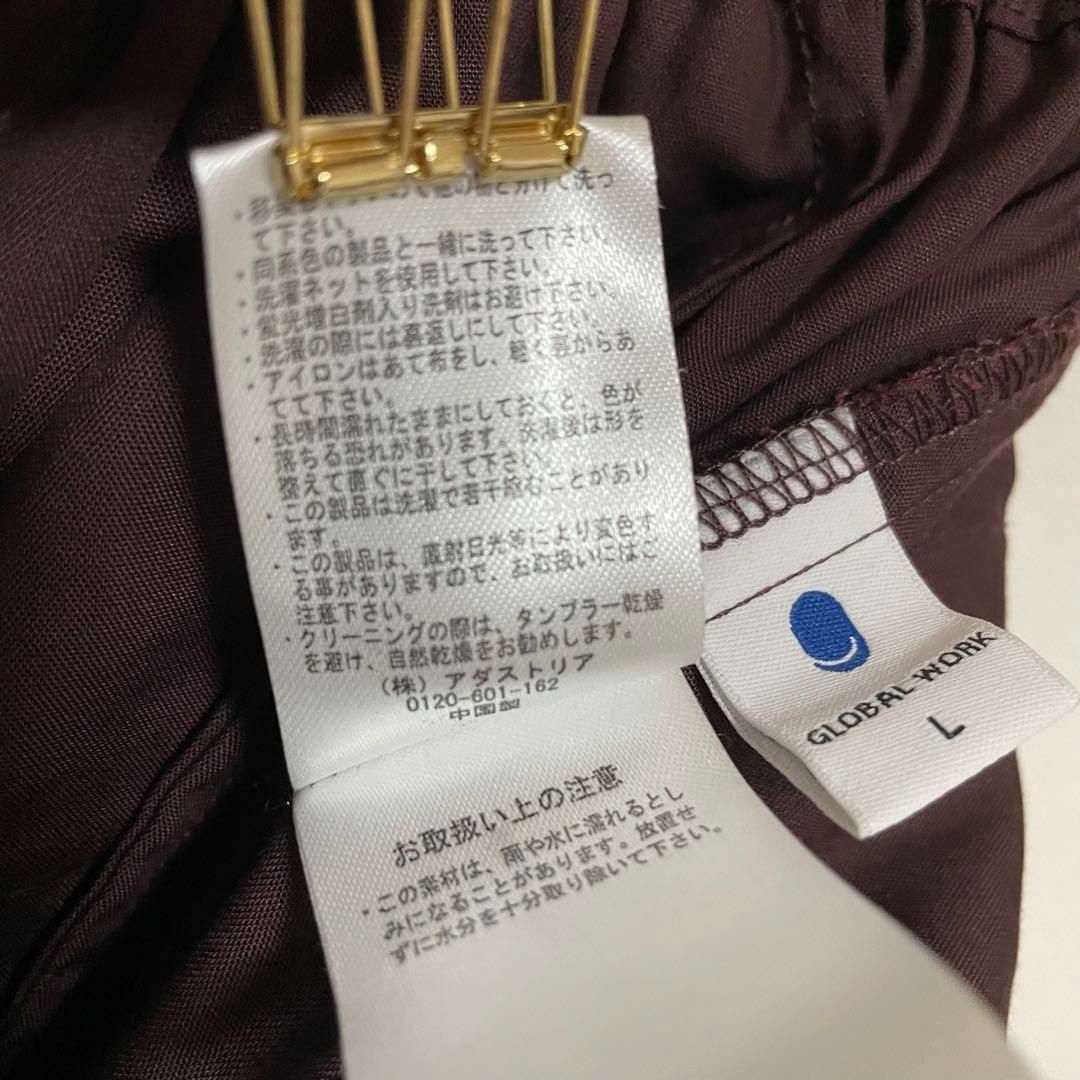 て他の物と分けて洗っ
て下さい。
・同系色の製品と一緒に洗って下さい。
・洗濯ネットを使用して下さい。
・蛍光増白剤入り洗剤はお避け下さい。
・洗濯の際には裏返しにして下さい。
・アイロンはあて布をし、軽く裏からあ
てて下さい。
・長時間濡れたままにしておくと、色が
落ちる恐れがあります。洗濯後は形を
整えて直ぐに干して下さい。
・この製品は洗濯で若干縮むことがあり
ます。
・この製品は、直射日光等により変色す
る事がありますので、お取扱いにはご
注意下さい。
・クリーニングの際は、タンブラー乾燥
を避け、自然乾燥をお勧めします。
(株) アダストリア
0120-601-162
中国製
お取扱い上の注意
・この素材は、雨や水に濡れるとし
みになることがあります。放置せ
ずに水分を十分取り除いて下さい。
GLOBAL WORK
L